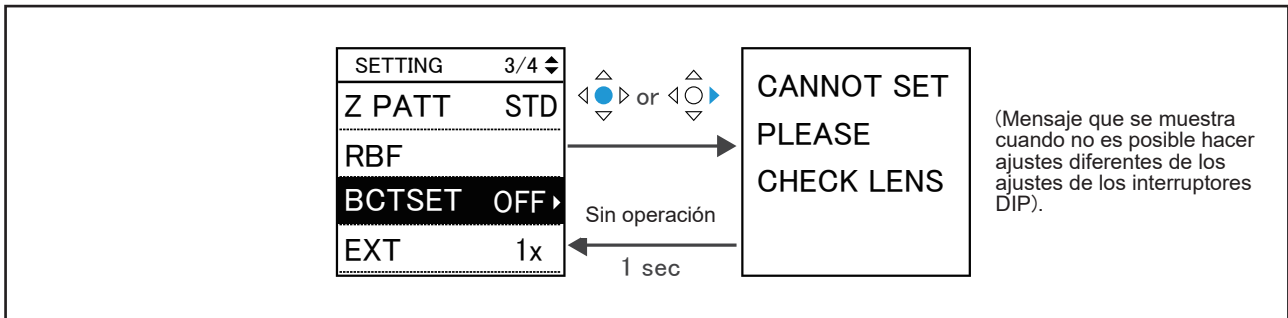 SETTING 3/4
Z PATT STD
RBF
BCTSET OFF
EXT 1x
or
Sin operación
1 sec
CANNOT SET
PLEASE
CHECK LENS
(Mensaje que se muestra
cuando no es posible hacer
ajustes diferentes de los
ajustes de los interruptores
DIP).